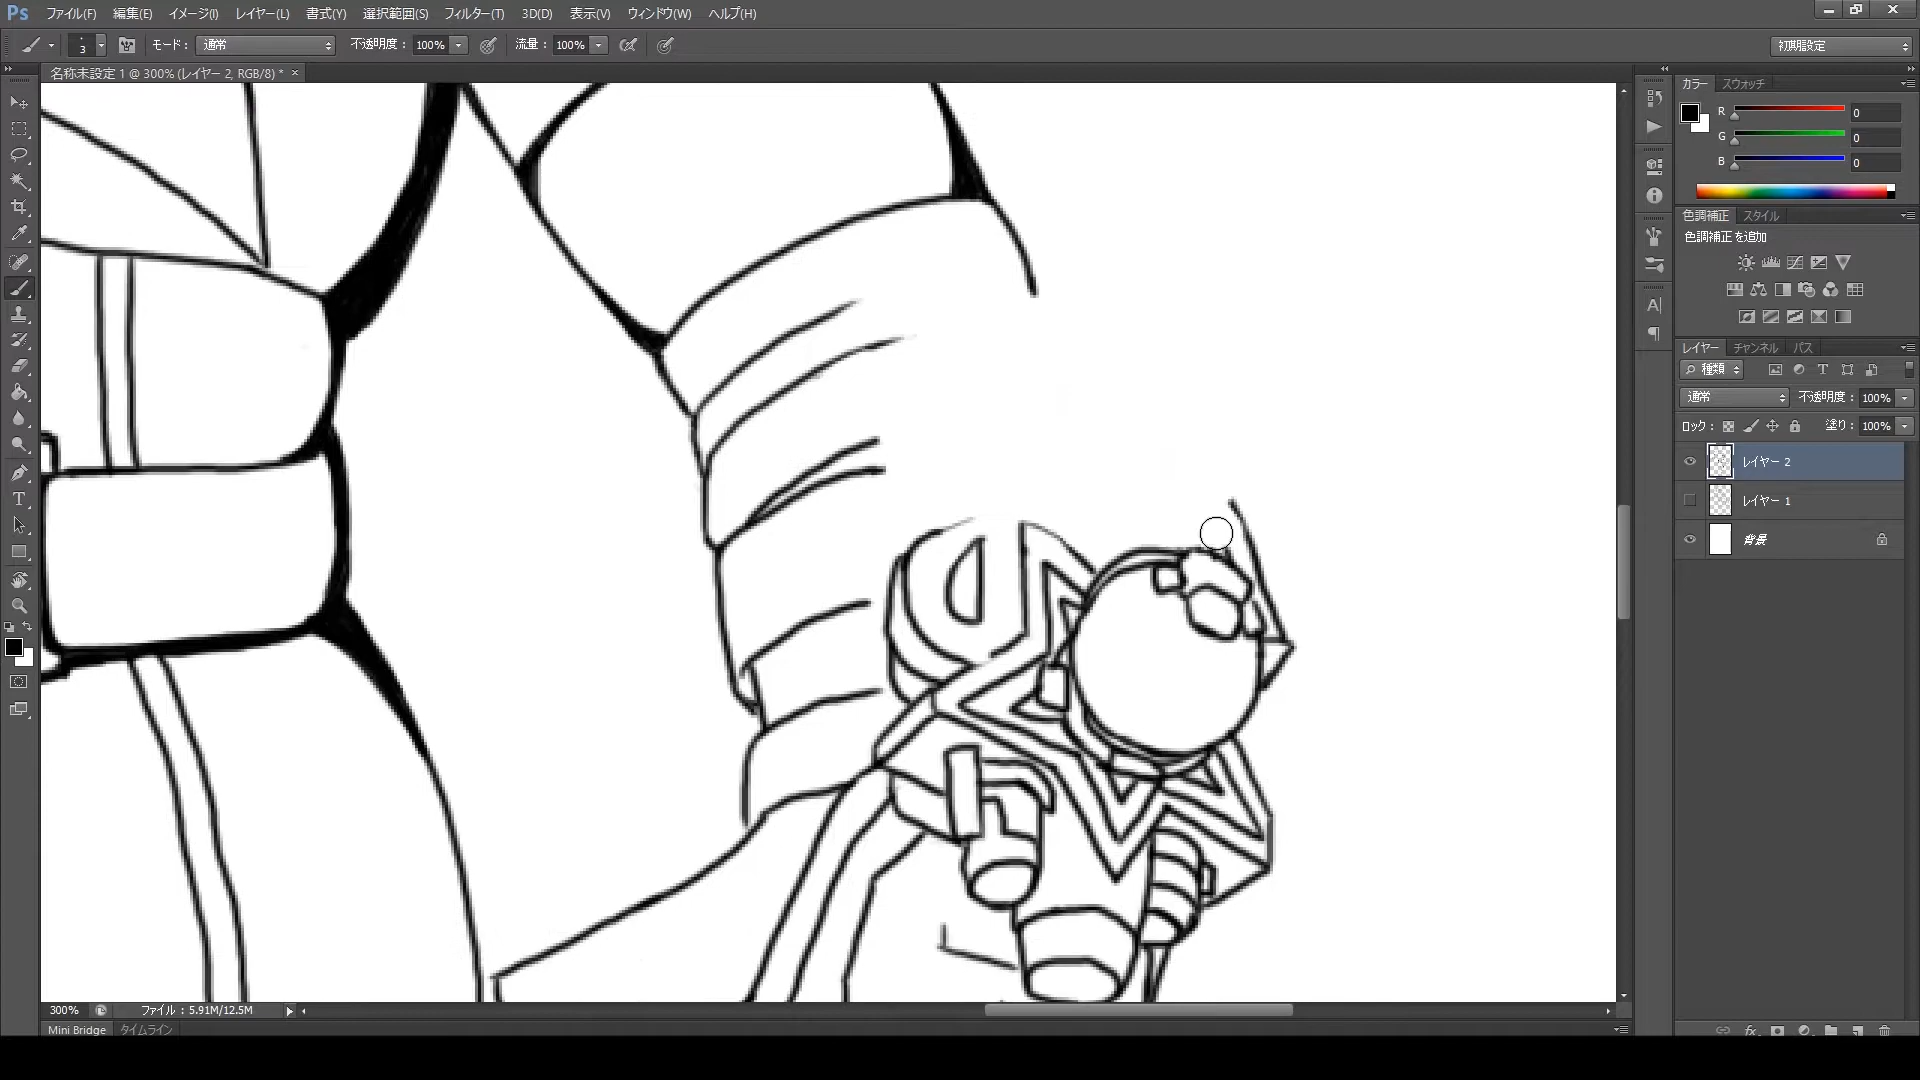 Ps ファイル(F) 編集(E) イメージ(I) レイヤー(L) 書式(Y) 選択範囲(S) フィルター(T) 3D(D) 表示(V) ウィンドウ(W) ヘルプ(H)
3 モード: 通常 不透明度: 100% 流量: 100% 初期設定
名称未設定 1 @ 300% (レイヤー 2, RGB/8) * ×
カラー スウォッチ
R 0
G 0
B 0
色調補正 スタイル
色調補正を追加
レイヤー チャンネル パス
種類
通常 不透明度: 100%
ロック: 塗り: 100%
レイヤー 2
レイヤー 1
背景
300% ファイル: 5.91M/12.5M
Mini Bridge タイムライン